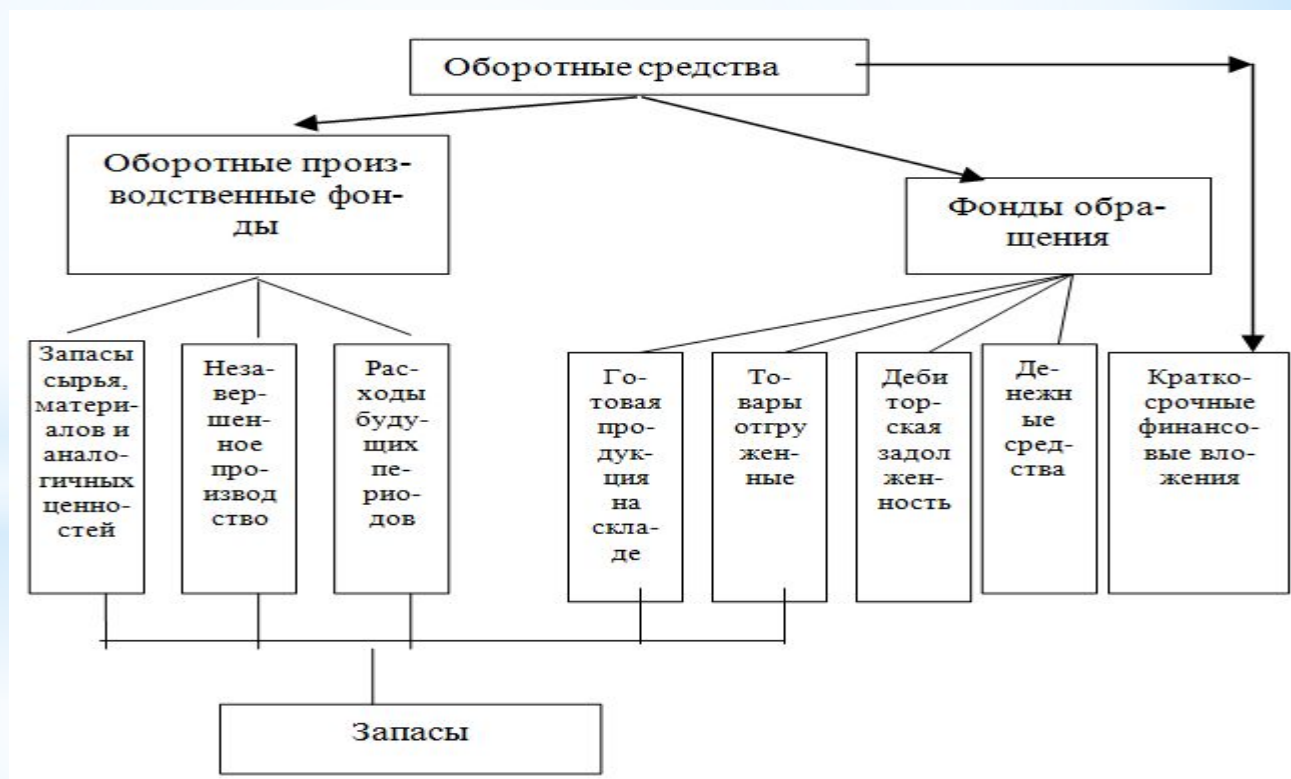 Оборотные средства
Оборотные произ-
водственные фон-
ды
Фонды обра-
щения
Запасы
сырья,
матери-
алов и
анало-
гичных
ценно-
стей
Неза-
вер-
шен-
ное
про-
извод
ство
Рас-
ходы
буду-
щих
пе-
рио-
дов
Го-
товая
про-
дук-
ция
на
скла-
де
То-
вары
отгру
жен-
ные
Деби
тор-
ская
задол
жен-
ность
Де-
нежн
ые
сред-
ства
Кратко-
срочные
финансо-
вые вло-
жения
Запасы